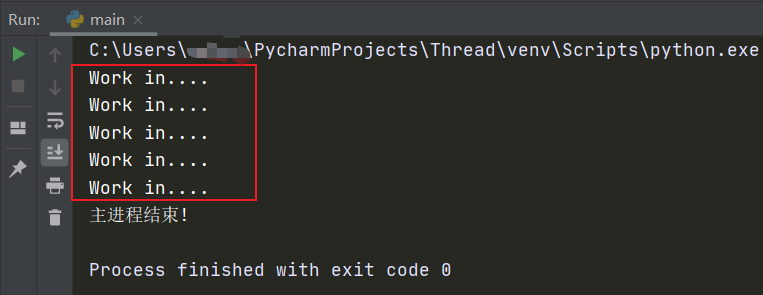 Run: main
C:\Users\ \PycharmProjects\Thread\venv\Scripts\python.exe
Work in....
Work in....
Work in....
Work in....
Work in....
主进程结束!
Process finished with exit code 0